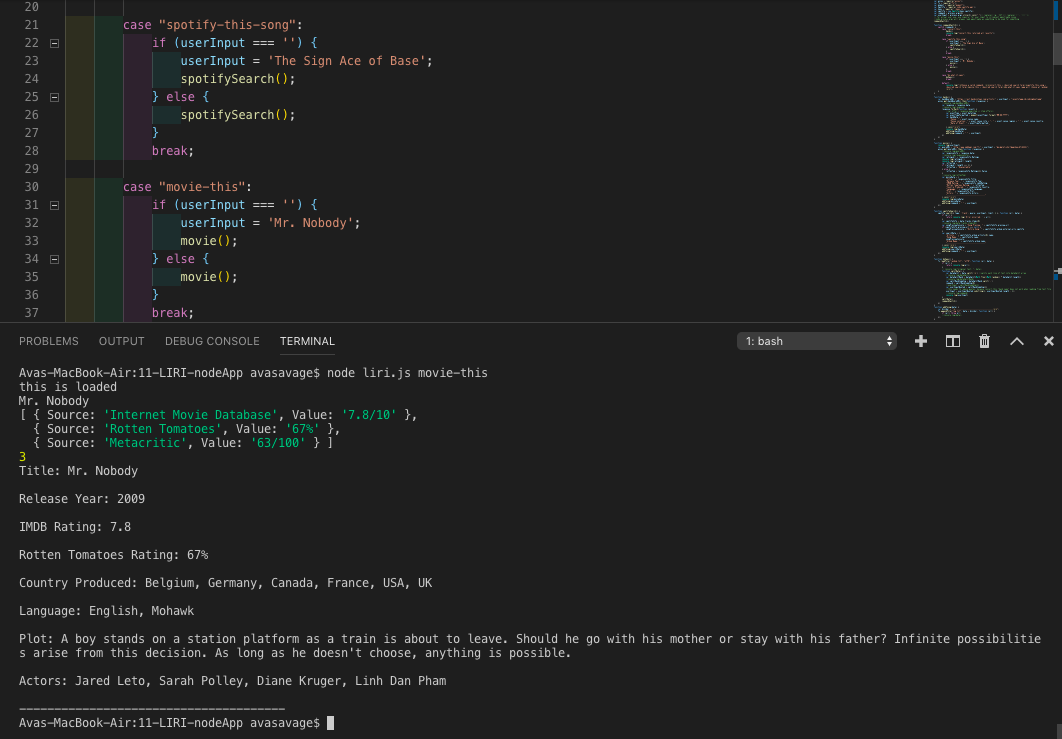 20
21 case "spotify-this-song":
22 if (userInput === '') {
23 userInput = 'The Sign Ace of Base';
24 spotifySearch();
25 } else {
26 spotifySearch();
27 }
28 break;
29
30 case "movie-this":
31 if (userInput === '') {
32 userInput = 'Mr. Nobody';
33 movie();
34 } else {
35 movie();
36 }
37 break;
PROBLEMS OUTPUT DEBUG CONSOLE TERMINAL 1: bash
Avas-MacBook-Air:11-LIRI-nodeApp avasavage$ node liri.js movie-this
this is loaded
Mr. Nobody
[ { Source: 'Internet Movie Database', Value: '7.8/10' },
{ Source: 'Rotten Tomatoes', Value: '67%' },
{ Source: 'Metacritic', Value: '63/100' } ]
3
Title: Mr. Nobody
Release Year: 2009
IMDB Rating: 7.8
Rotten Tomatoes Rating: 67%
Country Produced: Belgium, Germany, Canada, France, USA, UK
Language: English, Mohawk
Plot: A boy stands on a station platform as a train is about to leave. Should he go with his mother or stay with his father? Infinite possibilitie
s arise from this decision. As long as he doesn't choose, anything is possible.
Actors: Jared Leto, Sarah Polley, Diane Kruger, Linh Dan Pham
______________________________________
Avas-MacBook-Air:11-LIRI-nodeApp avasavage$